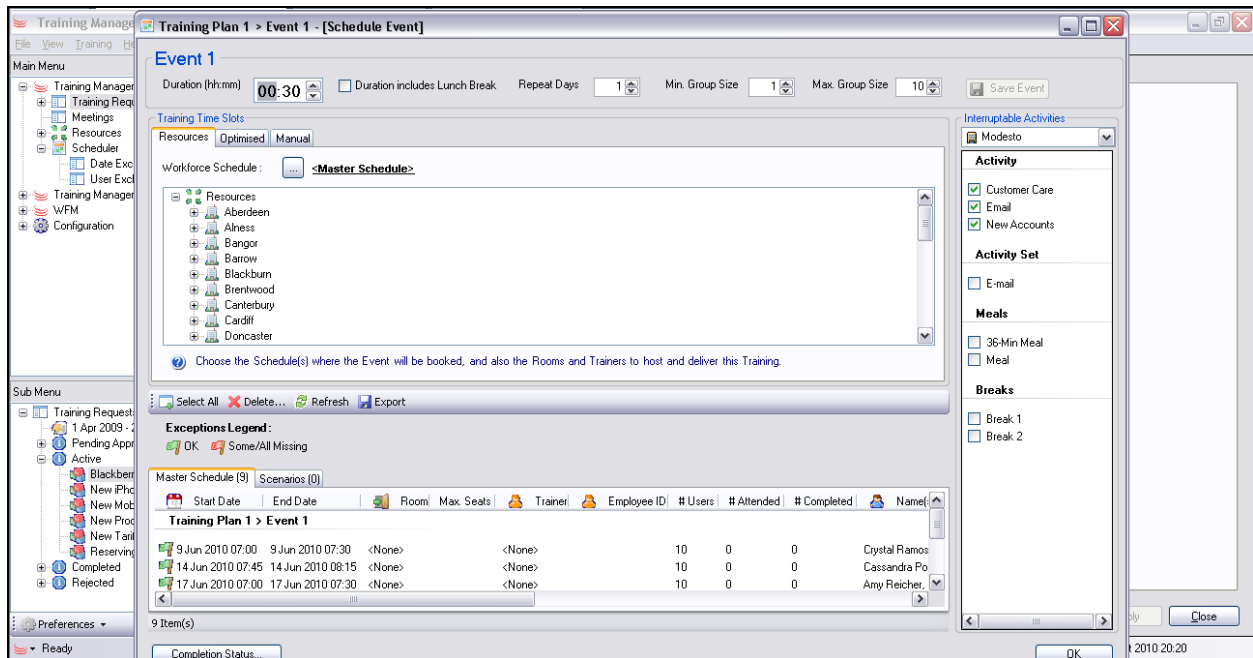 Training Manage
File View Training He
Main Menu
Training Manager
Training Requ
Meetings
Resources
Scheduler
Date Exc
User Excl
Training Manager
WFM
Configuration
Sub Menu
Training Request
1 Apr 2009 - 2
Pending Appr
Active
Blackberr
New iPho
New Mob
New Prod
New Tarif
Reserving
Completed
Rejected
Preferences
Ready
Training Plan 1 > Event 1 - [Schedule Event]
Event 1
Duration (hh:mm) 00:30 Duration includes Lunch Break Repeat Days 1 Min. Group Size 1 Max. Group Size 10 Save Event
Training Time Slots
Resources Optimised Manual
Workforce Schedule : ... <Master Schedule>
Resources
Aberdeen
Alness
Bangor
Barrow
Blackburn
Brentwood
Canterbury
Cardiff
Doncaster
Choose the Schedule(s) where the Event will be booked, and also the Rooms and Trainers to host and deliver this Training.
Select All Delete... Refresh Export
Exceptions Legend :
OK Some/All Missing
Master Schedule (9) Scenarios (0)
Start Date End Date Room Max. Seats Trainer Employee ID # Users # Attended # Completed Name(s
Training Plan 1 > Event 1
9 Jun 2010 07:00 9 Jun 2010 07:30 <None> <None> 10 0 0 Crystal Ramos
14 Jun 2010 07:45 14 Jun 2010 08:15 <None> <None> 10 0 0 Cassandra Po
17 Jun 2010 07:00 17 Jun 2010 07:30 <None> <None> 10 0 0 Amy Reicher,
9 Item(s)
Completion Status...
OK
Interruptable Activities
Modesto
Activity
Customer Care
Email
New Accounts
Activity Set
E-mail
Meals
36-Min Meal
Meal
Breaks
Break 1
Break 2
ply Close
t 2010 20:20